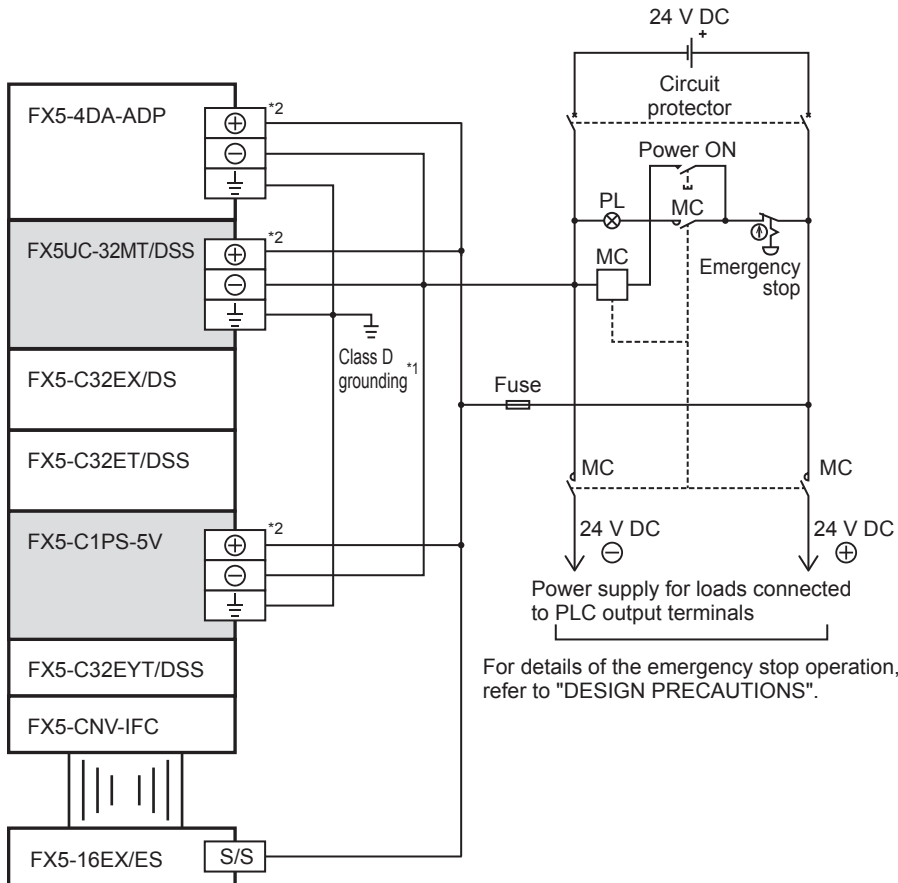 24 V DC
+
Circuit
protector
FX5-4DA-ADP
*2
⊕
⊖
Power ON
PL
MC
FX5UC-32MT/DSS
*2
⊕
⊖
MC
Emergency
stop
Class D
grounding *1
FX5-C32EX/DS
Fuse
FX5-C32ET/DSS
MC
MC
FX5-C1PS-5V
*2
⊕
⊖
24 V DC
⊖
24 V DC
⊕
Power supply for loads connected
to PLC output terminals
FX5-C32EYT/DSS
For details of the emergency stop operation,
refer to "DESIGN PRECAUTIONS".
FX5-CNV-IFC
FX5-16EX/ES
S/S